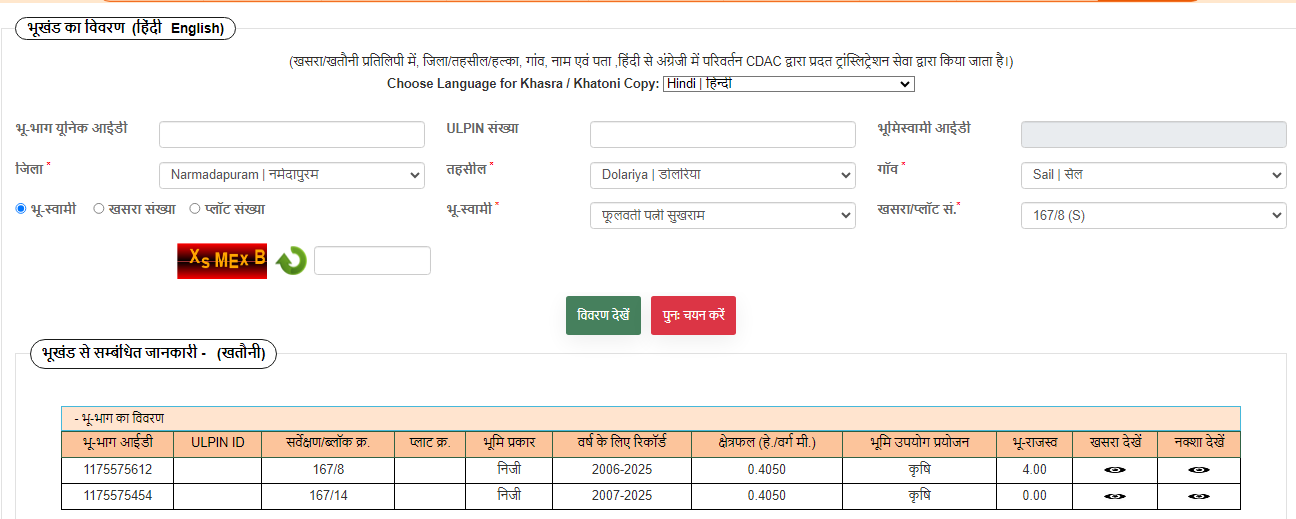 भूखंड का विवरण (हिंदी English)
(खसरा/खतौनी प्रतिलिपी में, जिला/तहसील/हल्का, गांव, नाम एवं पता ,हिंदी से अंग्रेजी में परिवर्तन CDAC द्वारा प्रदत ट्रांस्लिट्रेशन सेवा द्वारा किया जाता है।)
Choose Language for Khasra / Khatoni Copy: Hindi | हिन्दी
भू-भाग यूनिक आईडी ULPIN संख्या भूमिस्वामी आईडी
जिला * Narmadapuram | नर्मदापुरम तहसील * Dolariya | डोलरिया गाँव * Sail | सेल
भू-स्वामी खसरा संख्या प्लॉट संख्या भू-स्वामी * फूलवती पत्नी सुखराम खसरा/प्लॉट सं.* 167/8 (S)
Xs MEx B
विवरण देखें पुनः चयन करें
भूखंड से सम्बंधित जानकारी - (खतौनी)
- भू-भाग का विवरण
भू-भाग आईडी ULPIN ID सर्वेक्षण/ब्लॉक क्र. प्लाट क्र. भूमि प्रकार वर्ष के लिए रिकॉर्ड क्षेत्रफल (हे./वर्ग मी.) भूमि उपयोग प्रयोजन भू-राजस्व खसरा देखें नक्शा देखें
1175575612 167/8 निजी 2006-2025 0.4050 कृषि 4.00
1175575454 167/14 निजी 2007-2025 0.4050 कृषि 0.00